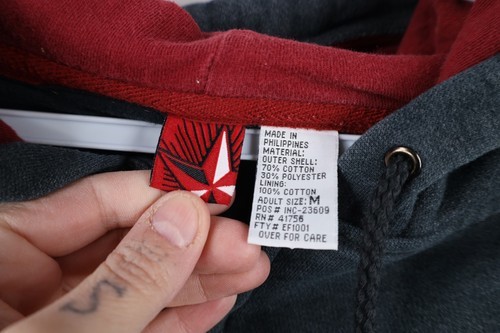 MADE IN
PHILIPPINES
MATERIAL:
OUTER SHELL:
70% COTTON
30% POLYESTER
LINING:
100% COTTON
ADULT SIZE: M
POS# INC-23609
RN# 41756
FTY# EF1001
OVER FOR CARE